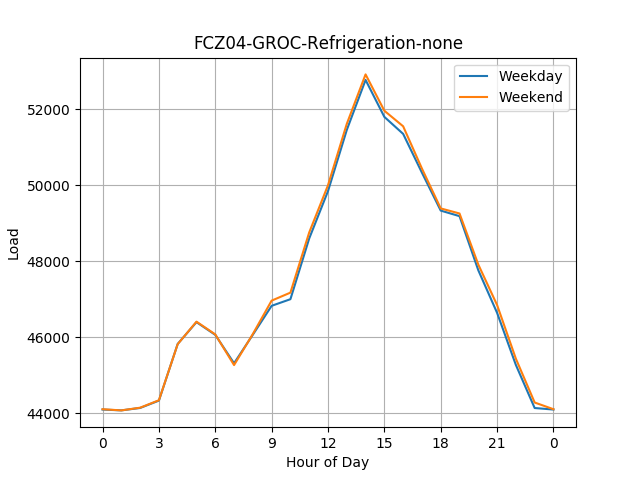 FCZ04-GROC-Refrigeration-none
Weekday
Weekend
52000
50000
48000
46000
44000
Load
0 3 6 9 12 15 18 21 0
Hour of Day